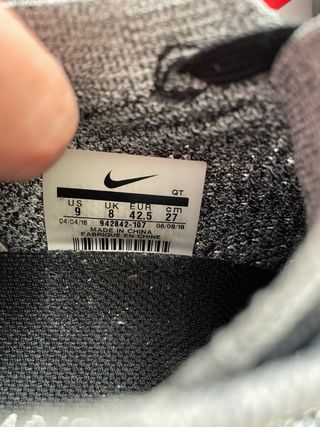 QT
US UK EUR cm
9 8 42.5 27
04/04/18 942842-107 06/08/18
MADE IN CHINA
FABRIQUE EN CHINE